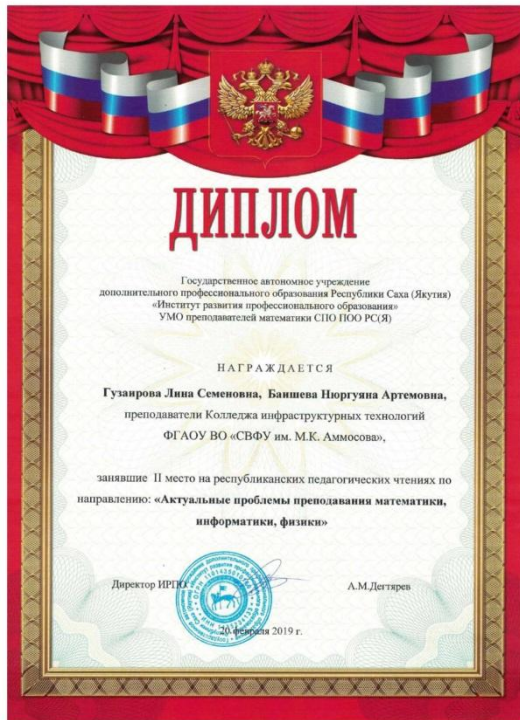 ДИПЛОМ
Государственное автономное учреждение
дополнительного профессионального образования Республики Саха (Якутия)
«Институт развития профессионального образования»
УМО преподавателей математики СПО ПОО РС(Я)
НАГРАЖДАЕТСЯ
Гузаирова Лина Семеновна, Баишева Нюргуяна Артемовна,
преподаватели Колледжа инфраструктурных технологий
ФГАОУ ВО «СВФУ им. М.К. Аммосова»,
занявшие II место на республиканских педагогических чтениях по
направлению: «Актуальные проблемы преподавания математики,
информатики, физики»
Директор ИРПО А.М.Дегтярев
20 февраля 2019 г.